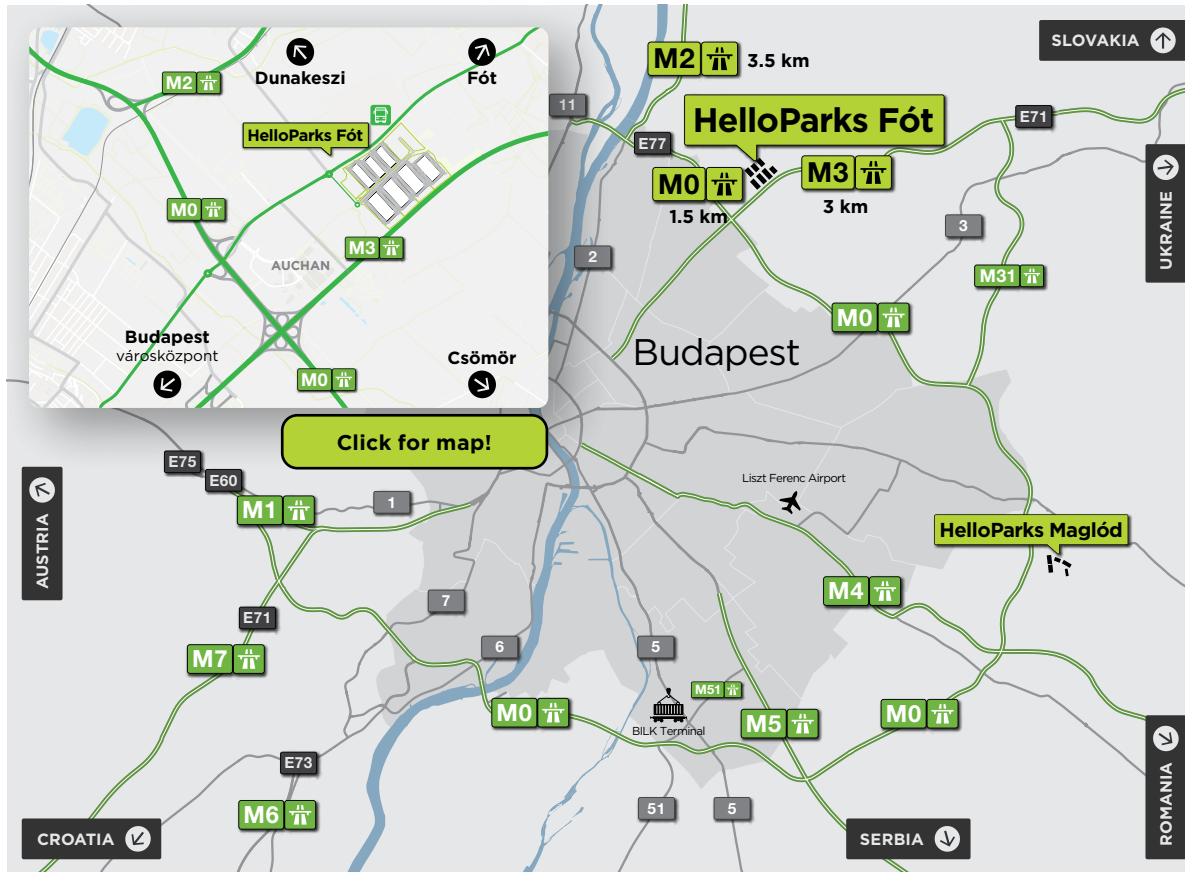 M2
Dunakeszi
Fót
HelloParks Fót
M0
M3
AUCHAN
Budapest
városközpont
M0
Csömör
Click for map!
SLOVAKIA
M2
3.5 km
11
HelloParks Fót
E71
E77
M0
1.5 km
M3
3 km
UKRAINE
3
2
M31
M0
Budapest
E75
E60
M1
1
AUSTRIA
Liszt Ferenc Airport
HelloParks Maglód
M4
7
E71
M7
6
5
M51
M0
BILK Terminal
M5
M0
E73
M6
51
5
ROMANIA
CROATIA
SERBIA